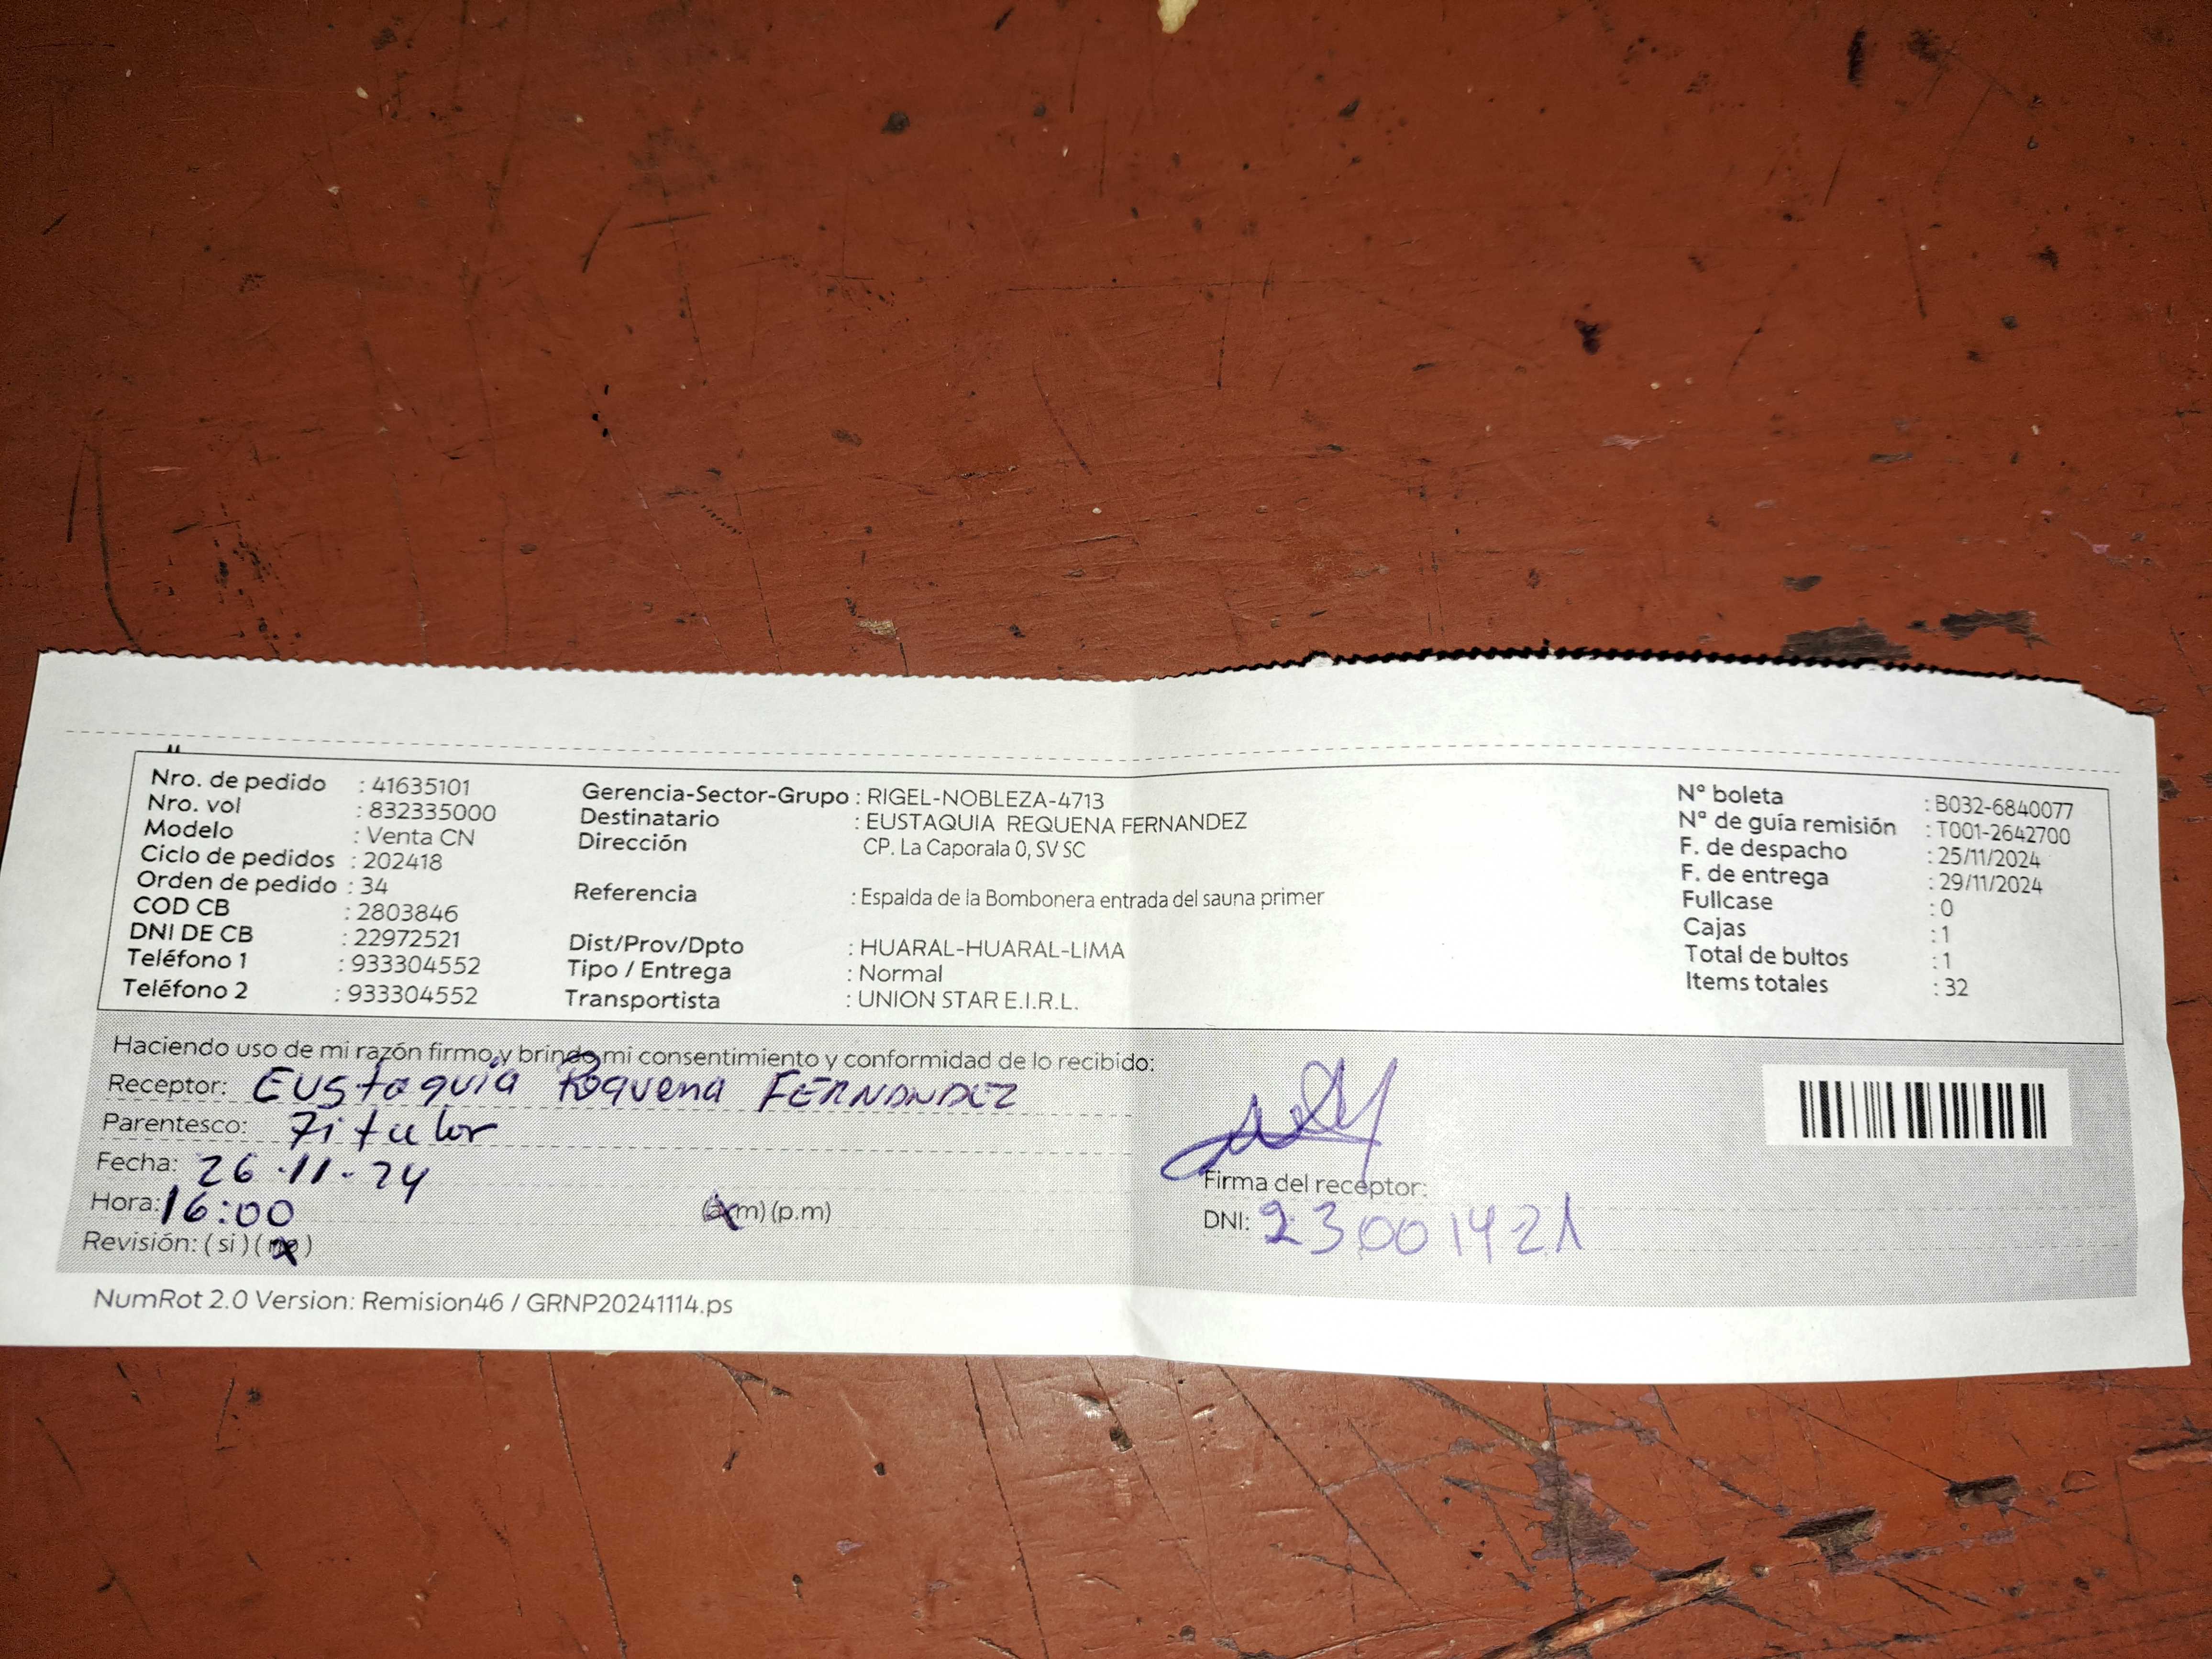 Nro. de pedido : 41635101
Nro. vol : 832335000
Modelo : Venta CN
Ciclo de pedidos : 202418
Orden de pedido : 34
COD CB : 2803846
DNI DE CB : 22972521
Teléfono 1 : 933304552
Teléfono 2 : 933304552
Gerencia-Sector-Grupo : RIGEL-NOBLEZA-4713
Destinatario : EUSTAQUIA REQUENA FERNANDEZ
Dirección CP. La Caporala 0, SV SC
Referencia : Espalda de la Bombonera entrada del sauna primer
Dist/Prov/Dpto : HUARAL-HUARAL-LIMA
Tipo / Entrega : Normal
Transportista : UNION STAR E.I.R.L.
N° boleta : B032-6840077
N° de guía remisión : T001-2642700
F. de despacho : 25/11/2024
F. de entrega : 29/11/2024
Fullcase : 0
Cajas : 1
Total de bultos : 1
Items totales : 32
Haciendo uso de mi razón firmo y brindo mi consentimiento y conformidad de lo recibido:
Receptor: Eustaquia Requena FERNANDEZ
Parentesco: Titular
Fecha: 26-11-24
Hora: 16:00 (a.m) (p.m)
Revisión: ( si ) ( no )
Firma del receptor:
DNI: 23001421
NumRot 2.0 Version: Remision46 / GRNP20241114.ps